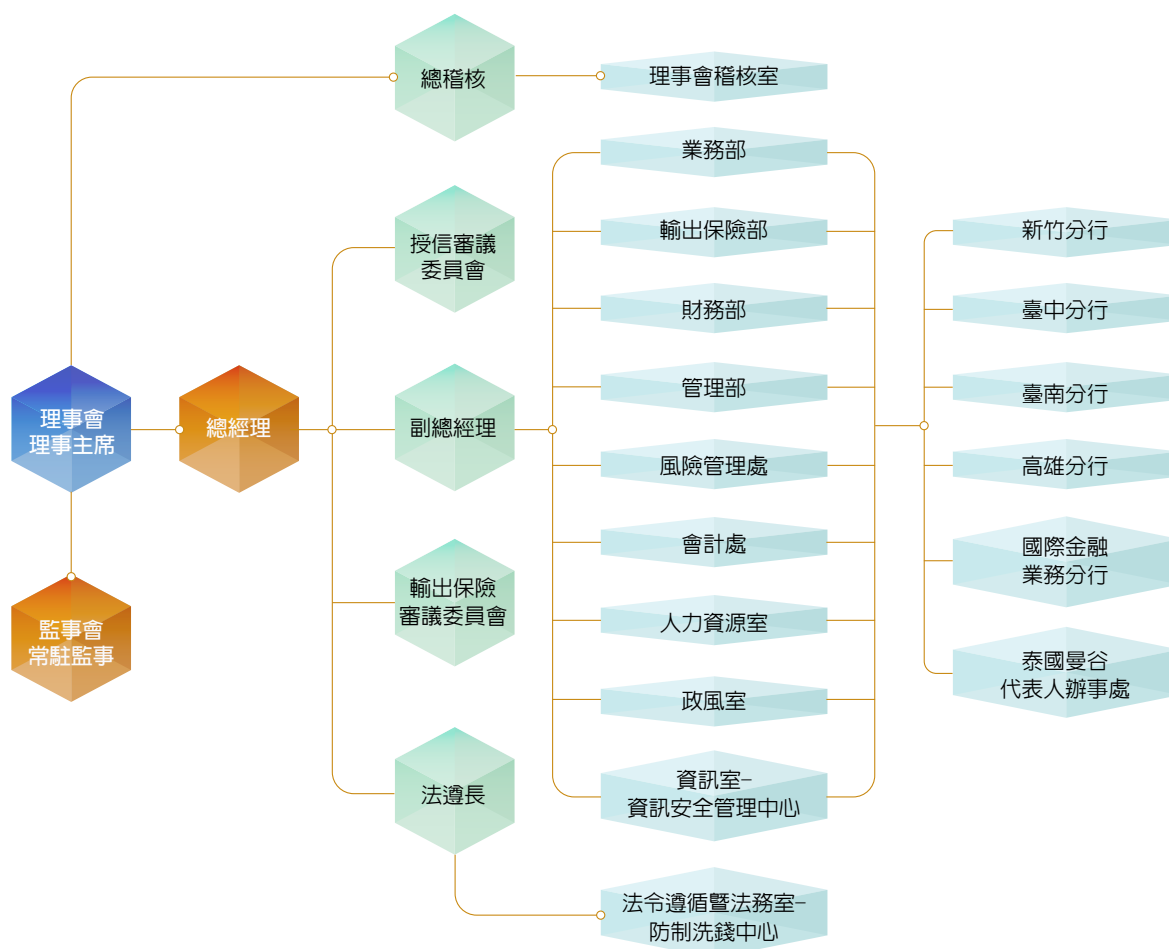 總稽核
理事會稽核室
業務部
授信審議
委員會
輸出保險部
新竹分行
財務部
臺中分行
理事會
理事主席
總經理
副總經理
管理部
臺南分行
風險管理處
高雄分行
會計處
國際金融
業務分行
監事會
常駐監事
輸出保險
審議委員會
人力資源室
泰國曼谷
代表人辦事處
政風室
法遵長
資訊室–
資訊安全管理中心
法令遵循暨法務室–
防制洗錢中心